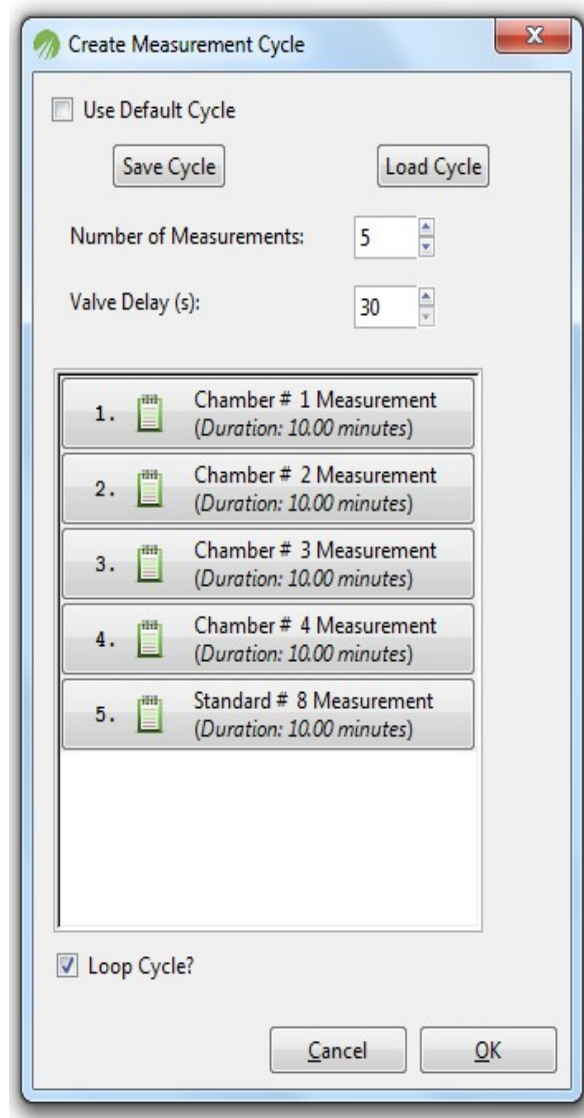 Create Measurement Cycle
Use Default Cycle
Save Cycle Load Cycle
Number of Measurements: 5
Valve Delay (s): 30
1. Chamber # 1 Measurement
(Duration: 10.00 minutes)
2. Chamber # 2 Measurement
(Duration: 10.00 minutes)
3. Chamber # 3 Measurement
(Duration: 10.00 minutes)
4. Chamber # 4 Measurement
(Duration: 10.00 minutes)
5. Standard # 8 Measurement
(Duration: 10.00 minutes)
Loop Cycle?
Cancel OK